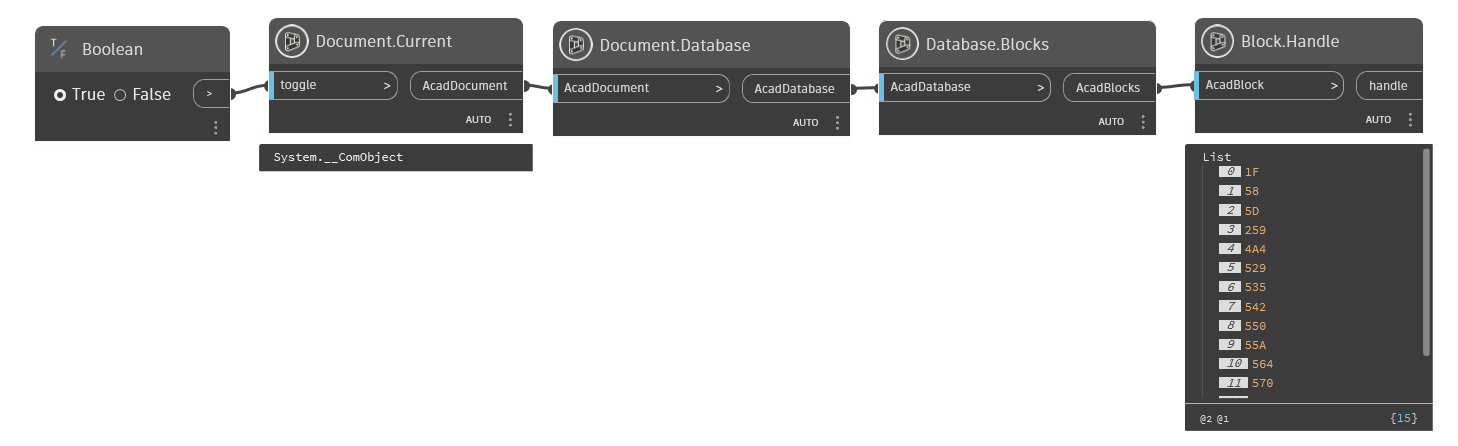 T/F Boolean
True False >
Document.Current
toggle > AcadDocument
AUTO
System.__ComObject
Document.Database
AcadDocument > AcadDatabase
AUTO
Database.Blocks
AcadDatabase > AcadBlocks
AUTO
Block.Handle
AcadBlock > handle
AUTO
List
0 1F
1 58
2 5D
3 259
4 4A4
5 529
6 535
7 542
8 550
9 55A
10 564
11 570
@2 @1 {15}